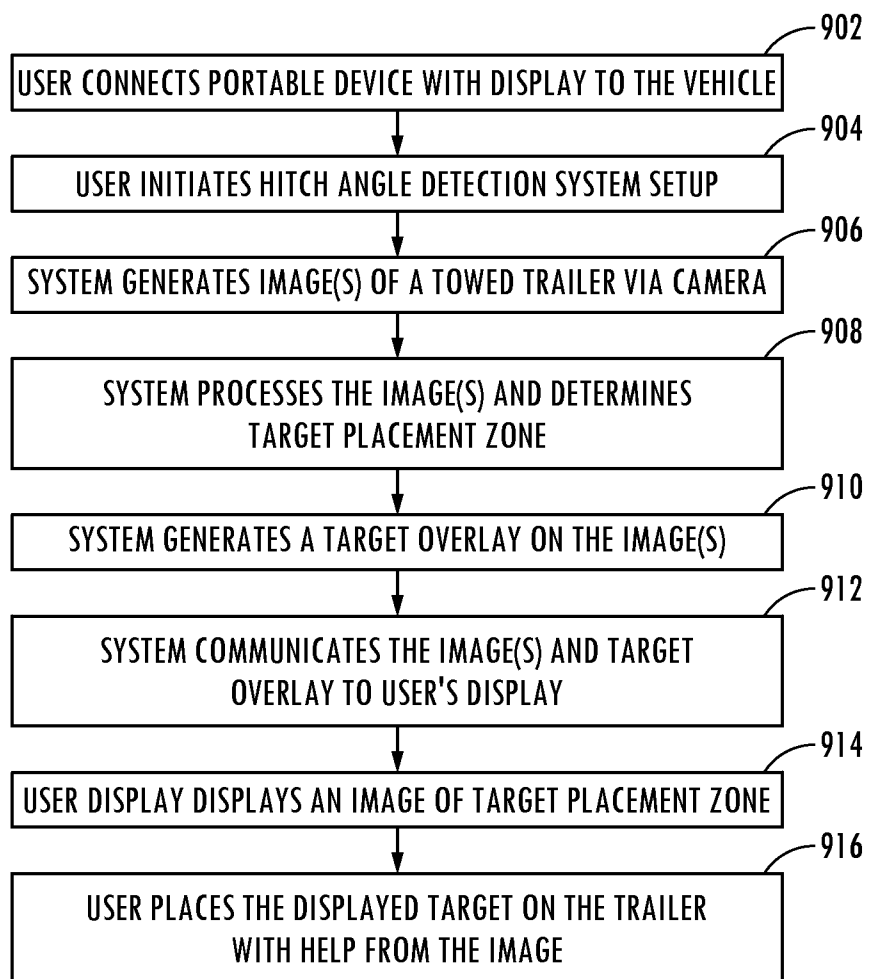 902
USER CONNECTS PORTABLE DEVICE WITH DISPLAY TO THE VEHICLE
904
USER INITIATES HITCH ANGLE DETECTION SYSTEM SETUP
906
SYSTEM GENERATES IMAGE(S) OF A TOWED TRAILER VIA CAMERA
908
SYSTEM PROCESSES THE IMAGE(S) AND DETERMINES
TARGET PLACEMENT ZONE
910
SYSTEM GENERATES A TARGET OVERLAY ON THE IMAGE(S)
912
SYSTEM COMMUNICATES THE IMAGE(S) AND TARGET
OVERLAY TO USER'S DISPLAY
914
USER DISPLAY DISPLAYS AN IMAGE OF TARGET PLACEMENT ZONE
916
USER PLACES THE DISPLAYED TARGET ON THE TRAILER
WITH HELP FROM THE IMAGE